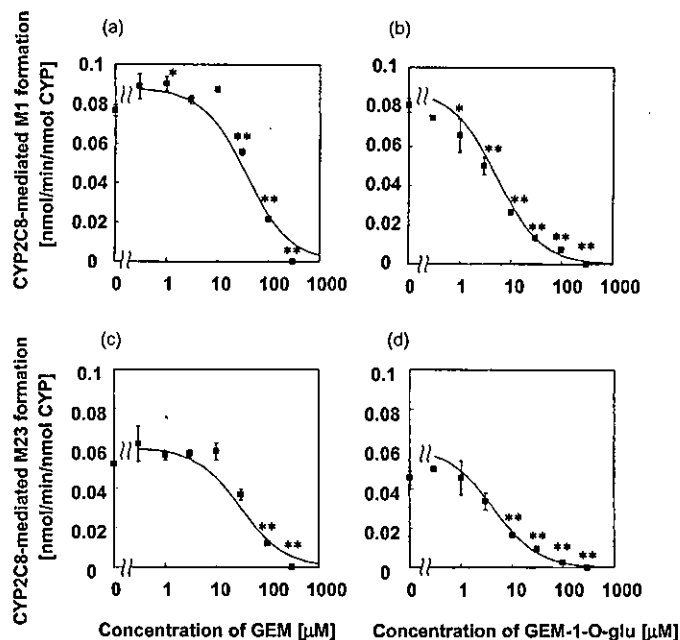 (a)
(b)
CYP2C8-mediated M1 formation
[nmol/min/nmol CYP]
0.1
0.08
0.06
0.04
0.02
0
*
**
**
**
0 1 10 100 1000
0.1
0.08
0.06
0.04
0.02
0
*
**
**
**
**
**
0 1 10 100 1000
(c)
(d)
CYP2C8-mediated M23 formation
[nmol/min/nmol CYP]
0.1
0.08
0.06
0.04
0.02
0
**
**
0 1 10 100 1000
0.1
0.08
0.06
0.04
0.02
0
**
**
**
**
0 1 10 100 1000
Concentration of GEM [μM]
Concentration of GEM-1-O-glu [μM]